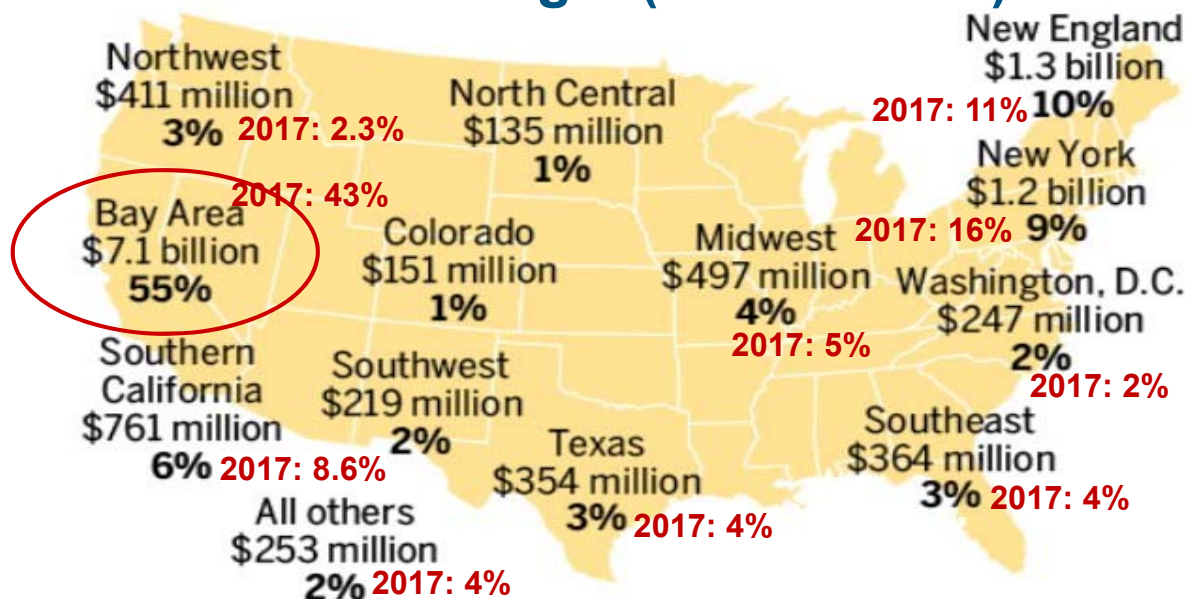 Northwest
$411 million
3% 2017: 2.3%
North Central
$135 million
1%
New England
$1.3 billion
2017: 11% 10%
New York
$1.2 billion
2017: 16% 9%
2017: 43%
Bay Area
$7.1 billion
55%
Colorado
$151 million
1%
Midwest
$497 million
4%
2017: 5%
Washington, D.C.
$247 million
2%
2017: 2%
Southern
California
$761 million
6% 2017: 8.6%
Southwest
$219 million
2%
Texas
$354 million
3% 2017: 4%
Southeast
$364 million
3% 2017: 4%
All others
$253 million
2% 2017: 4%